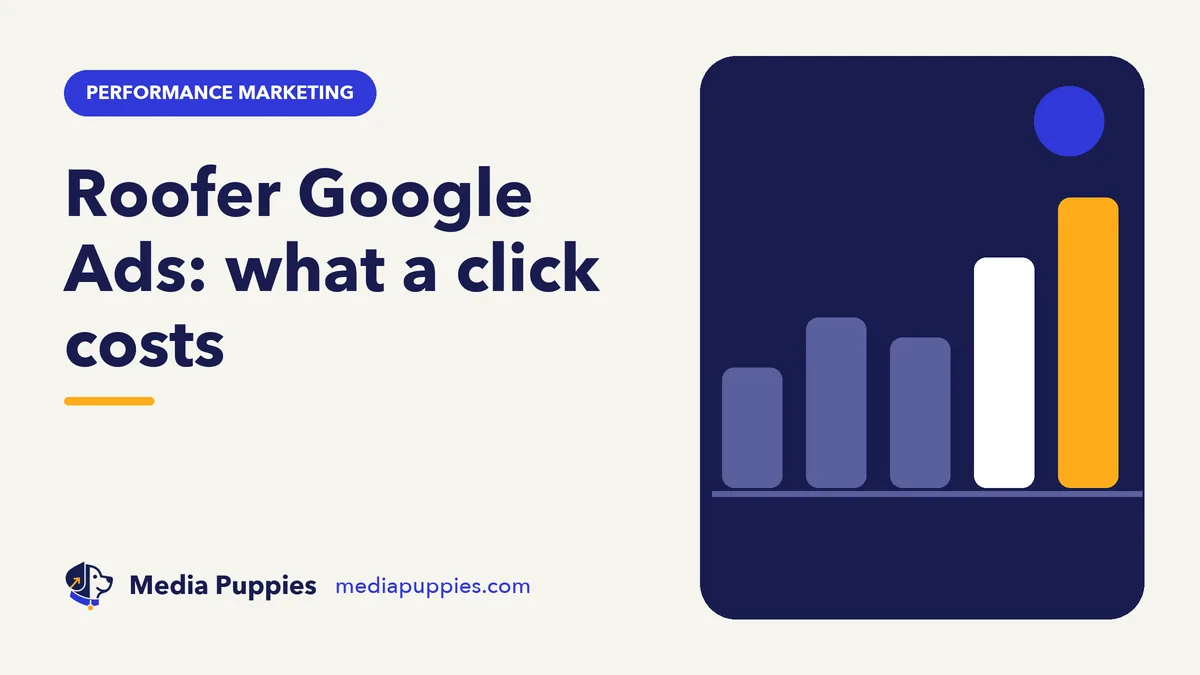 PERFORMANCE MARKETING
Roofer Google
Ads: what a click
costs
Media Puppies mediapuppies.com